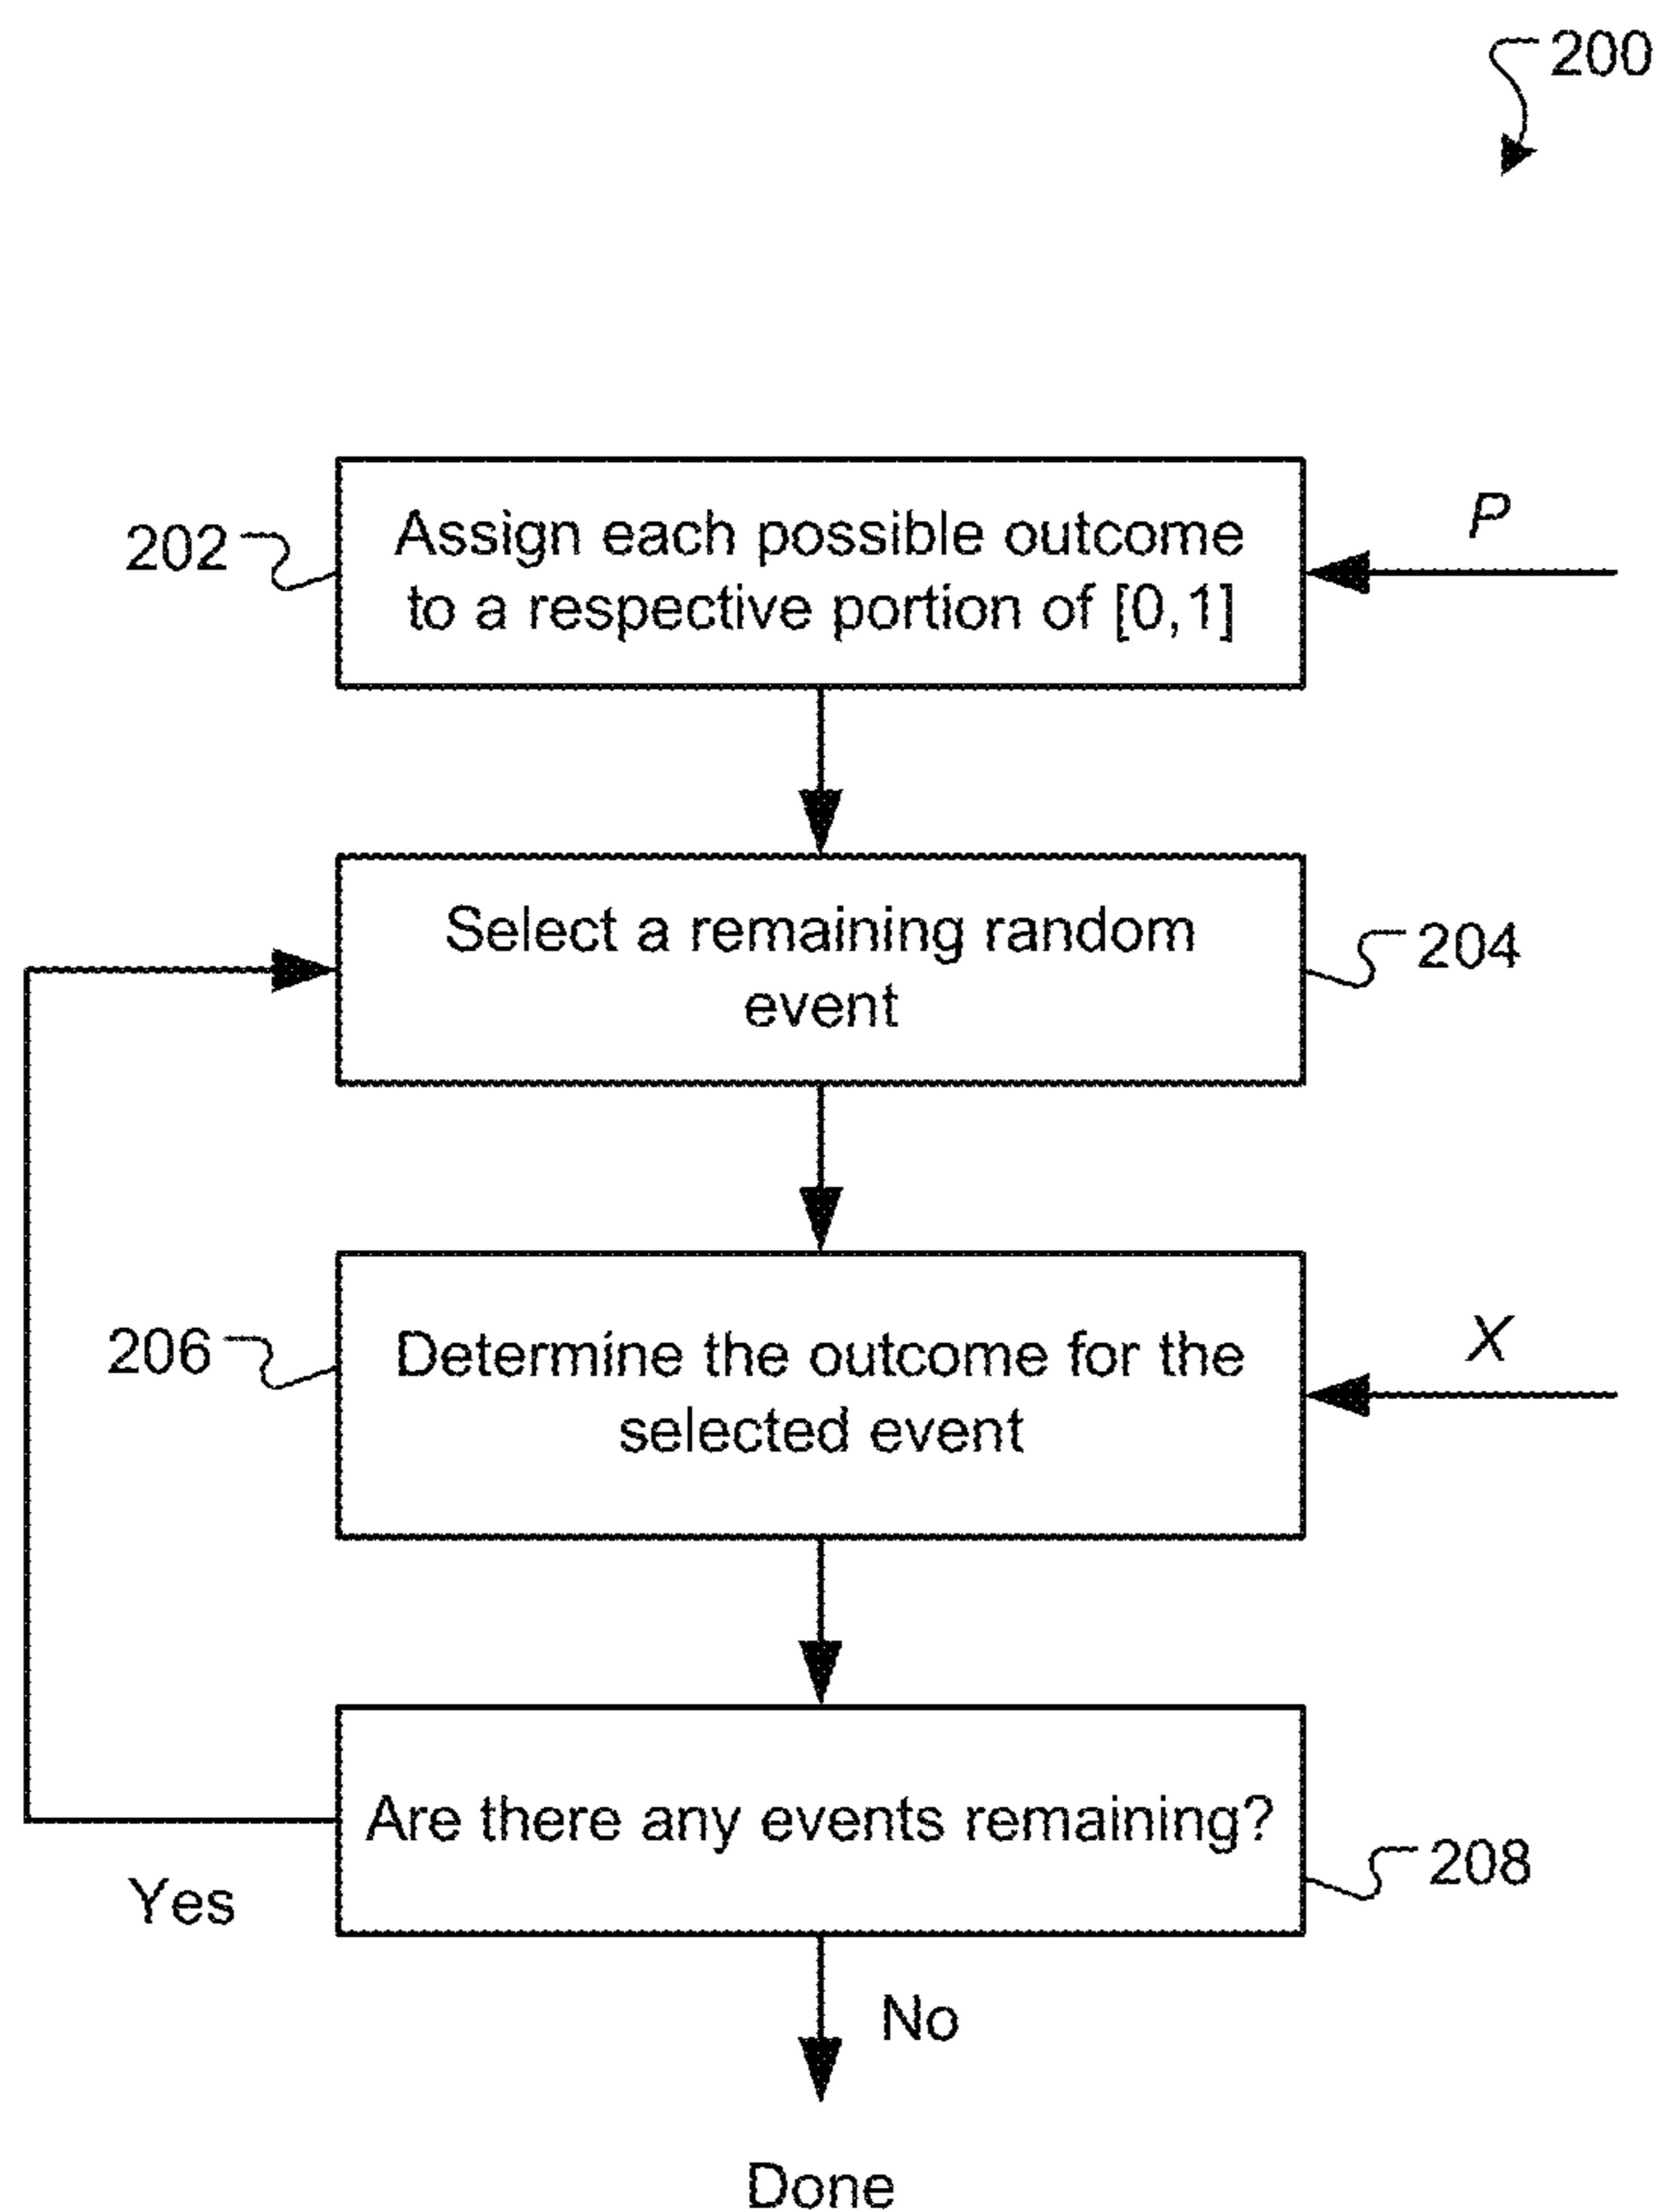 200
Assign each possible outcome
to a respective portion of [0,1]
202
P
Select a remaining random
event
204
Determine the outcome for the
selected event
206
X
Are there any events remaining?
208
Yes
No
Done